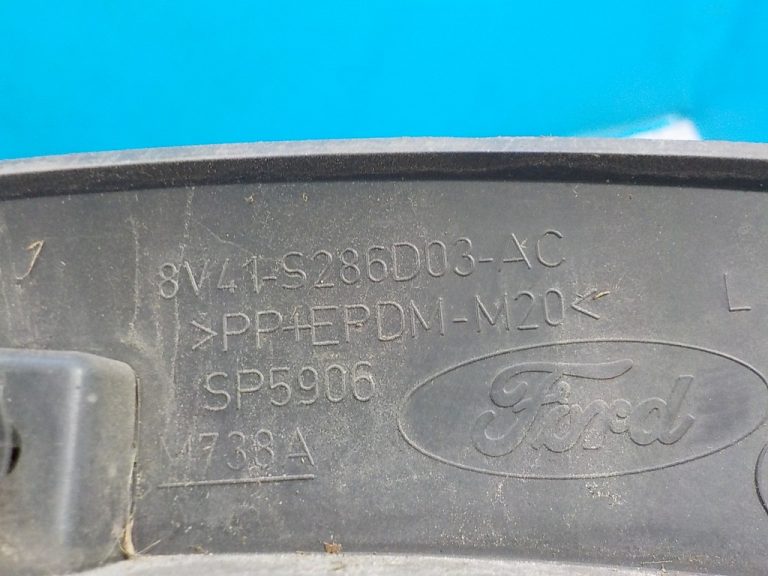 8V41-S286D03-AC
>PP+EPDM-M20<
SP5906
M738A
Ford
L